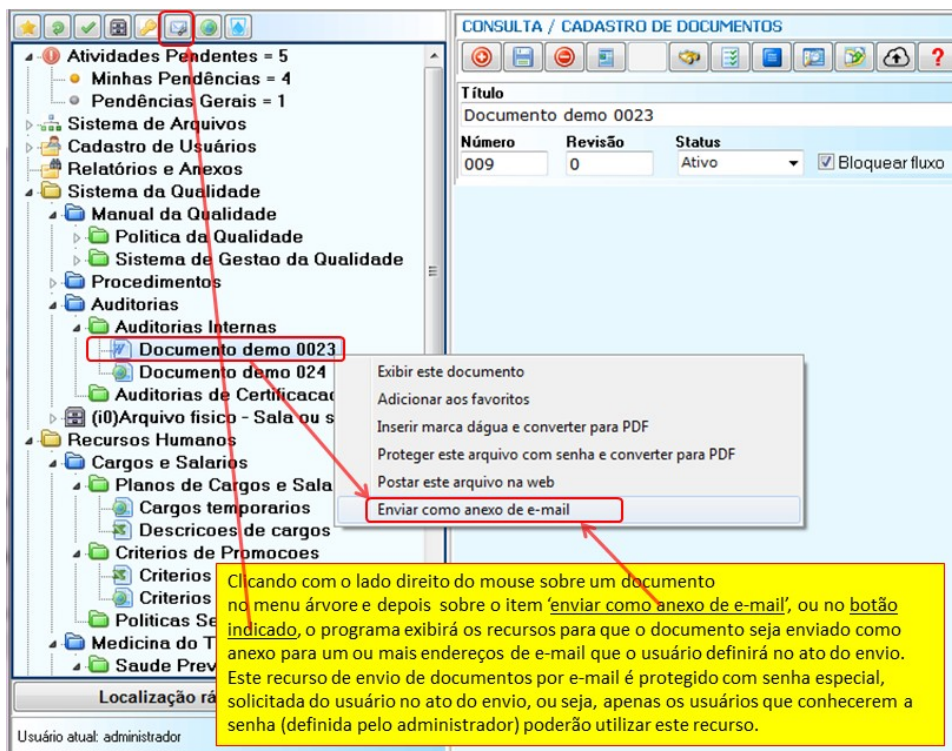 Atividades Pendentes = 5
Minhas Pendências = 4
Pendências Gerais = 1
Sistema de Arquivos
Cadastro de Usuários
Relatórios e Anexos
Sistema da Qualidade
Manual da Qualidade
Politica da Qualidade
Sistema de Gestao da Qualidade
Procedimentos
Auditorias
Auditorias Internas
Documento demo 0023
Documento demo 024
Auditorias de Certificacao
(i0)Arquivo fisico - Sala ou s
Recursos Humanos
Cargos e Salarios
Planos de Cargos e Sala
Cargos temporarios
Descricoes de cargos
Criterios de Promocoes
Criterios
Criterios
Politicas Se
Medicina do T
Saude Prev
Localização rá
Usuário atual: administrador
CONSULTA / CADASTRO DE DOCUMENTOS
Título
Documento demo 0023
Número Revisão Status
009 0 Ativo Bloquear fluxo
Exibir este documento
Adicionar aos favoritos
Inserir marca dágua e converter para PDF
Proteger este arquivo com senha e converter para PDF
Postar este arquivo na web
Enviar como anexo de e-mail
Clicando com o lado direito do mouse sobre um documento
no menu árvore e depois sobre o item ‘enviar como anexo de e-mail’, ou no botão
indicado, o programa exibirá os recursos para que o documento seja enviado como
anexo para um ou mais endereços de e-mail que o usuário definirá no ato do envio.
Este recurso de envio de documentos por e-mail é protegido com senha especial,
solicitada do usuário no ato do envio, ou seja, apenas os usuários que conhecerem a
senha (definida pelo administrador) poderão utilizar este recurso.